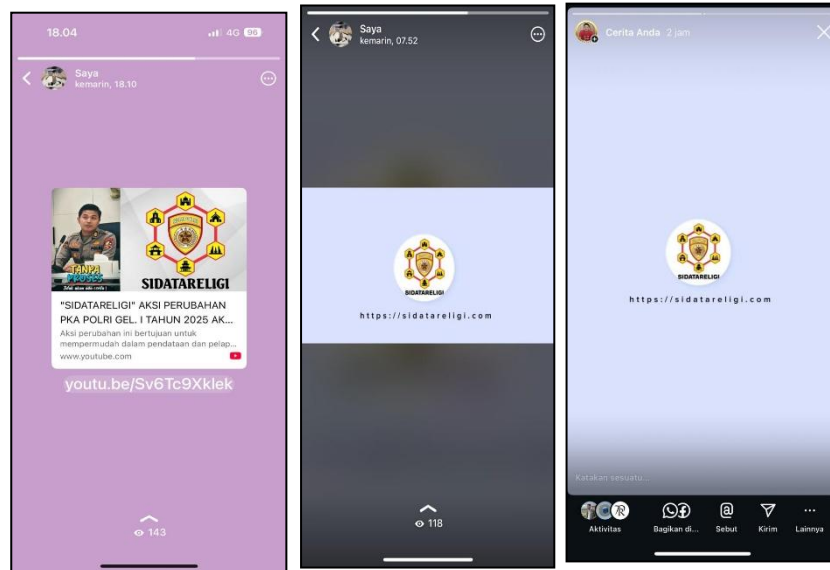 18.04
4G 96
Saya
kemarin, 18.10
TANYA
PROSES
SIDATARELIGI
"SIDATARELIGI" AKSI PERUBAHAN
PKA POLRI GEL. I TAHUN 2025 AK...
Aksi perubahan ini bertujuan untuk
mempermudah dalam pendataan dan pelap...
www.youtube.com
youtu.be/Sv6Tc9Xklek
143
Saya
kemarin, 07.52
SIDATARELIGI
https://sidatareligi.com
118
Cerita Anda 2 jam
SIDATARELIGI
https://sidatareligi.com
Katakan sesuatu...
Aktivitas
Bagikan di...
Sebut
Kirim
Lainnya